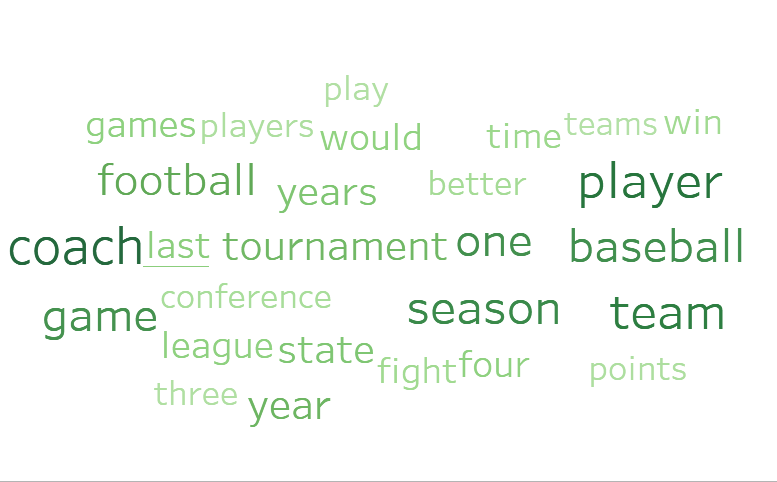 play
games players would time teams win
football years better player
coach last tournament one baseball
game conference season team
league state fight four points
three year